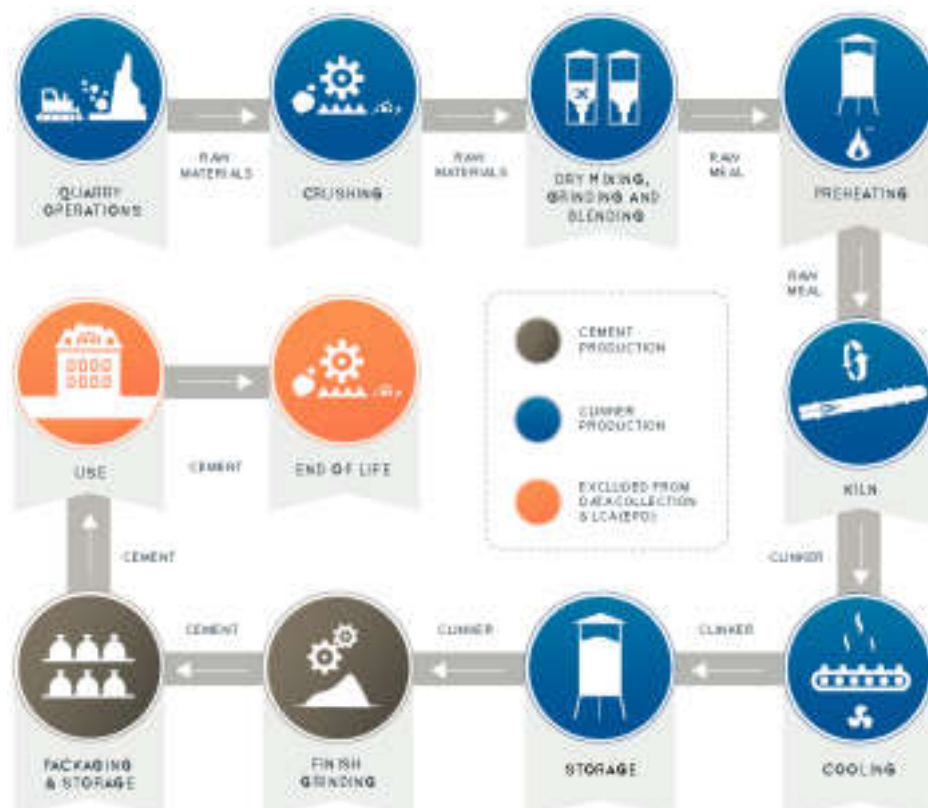 RAW
MATERIALS
RAW
MATERIALS
RAW
MEAL
QUARRY
OPERATIONS
CRUSHING
DRY MIXING,
GRINDING AND
BLENDING
PREHEATING
RAW
MEAL
CEMENT
PRODUCTION
CLINKER
PRODUCTION
EXCLUDED FROM
DATA COLLECTION
& LCA (EPD)
USE
CEMENT
END OF LIFE
KILN
CEMENT
CLINKER
CEMENT
CLINKER
CLINKER
PACKAGING
& STORAGE
FINISH
GRINDING
STORAGE
COOLING